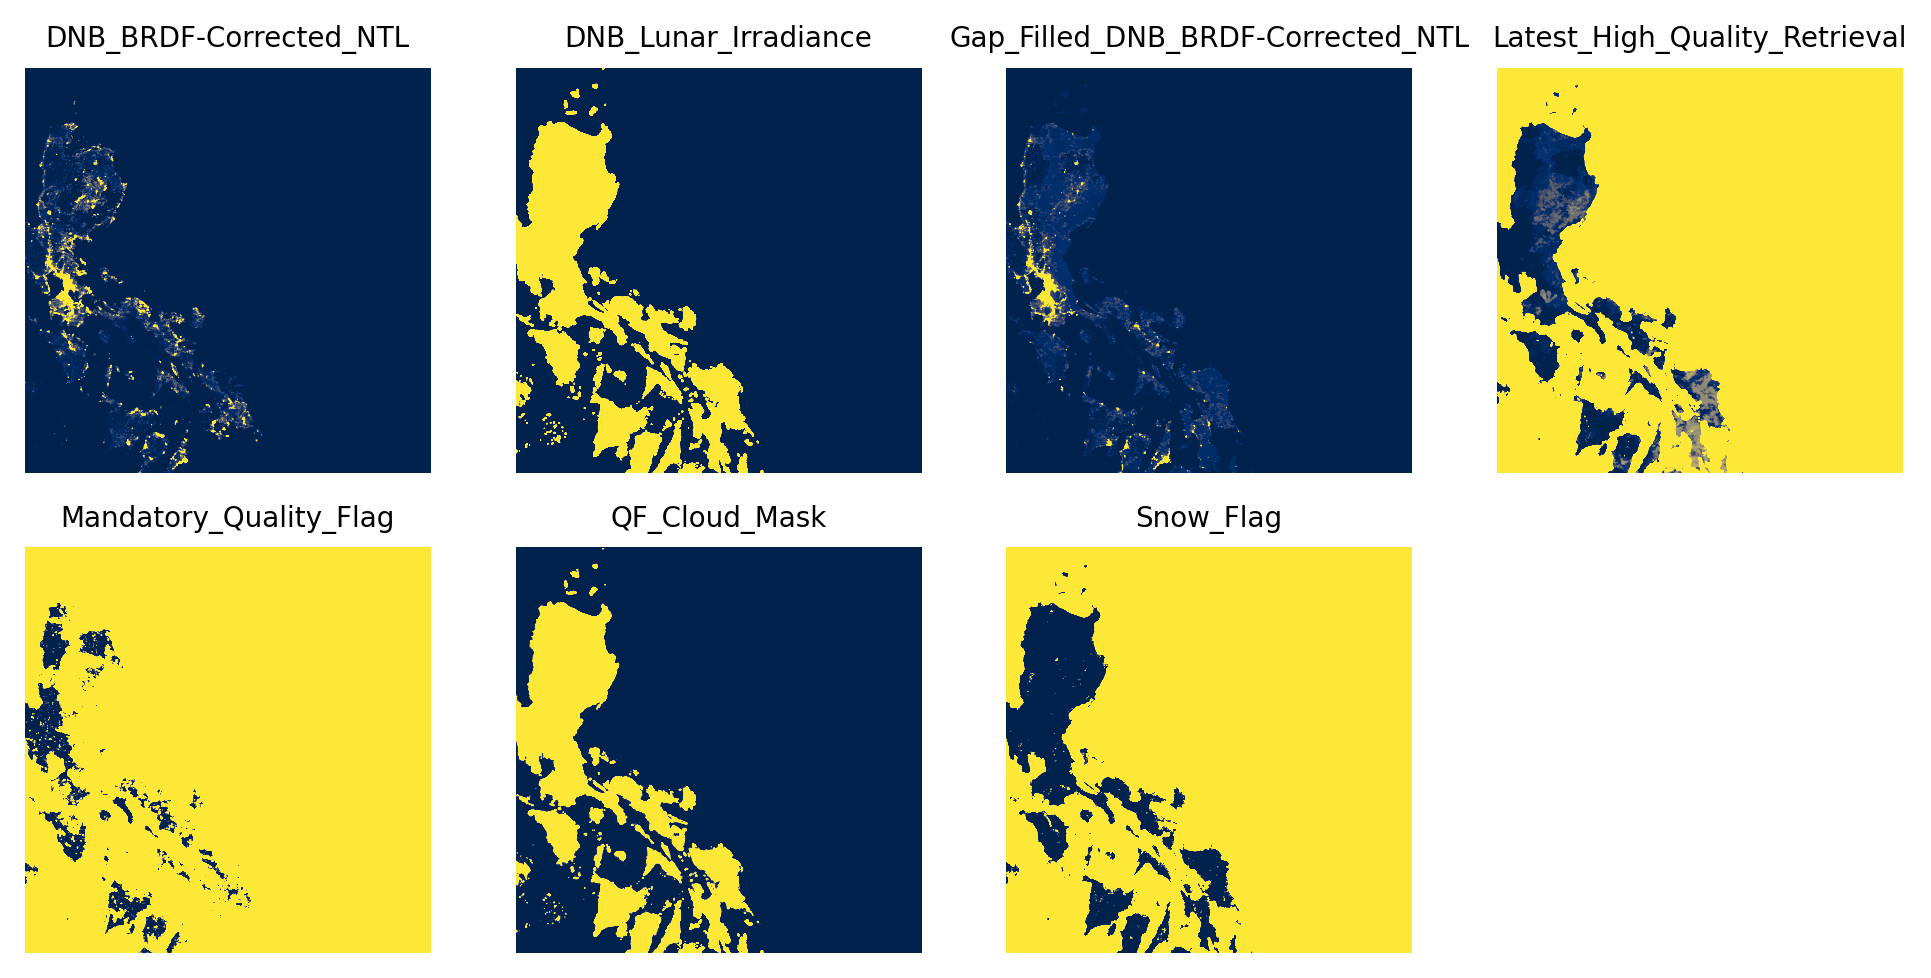 DNB_BRDF-Corrected_NTL
DNB_Lunar_Irradiance
Gap_Filled_DNB_BRDF-Corrected_NTL
Latest_High_Quality_Retrieval
Mandatory_Quality_Flag
QF_Cloud_Mask
Snow_Flag